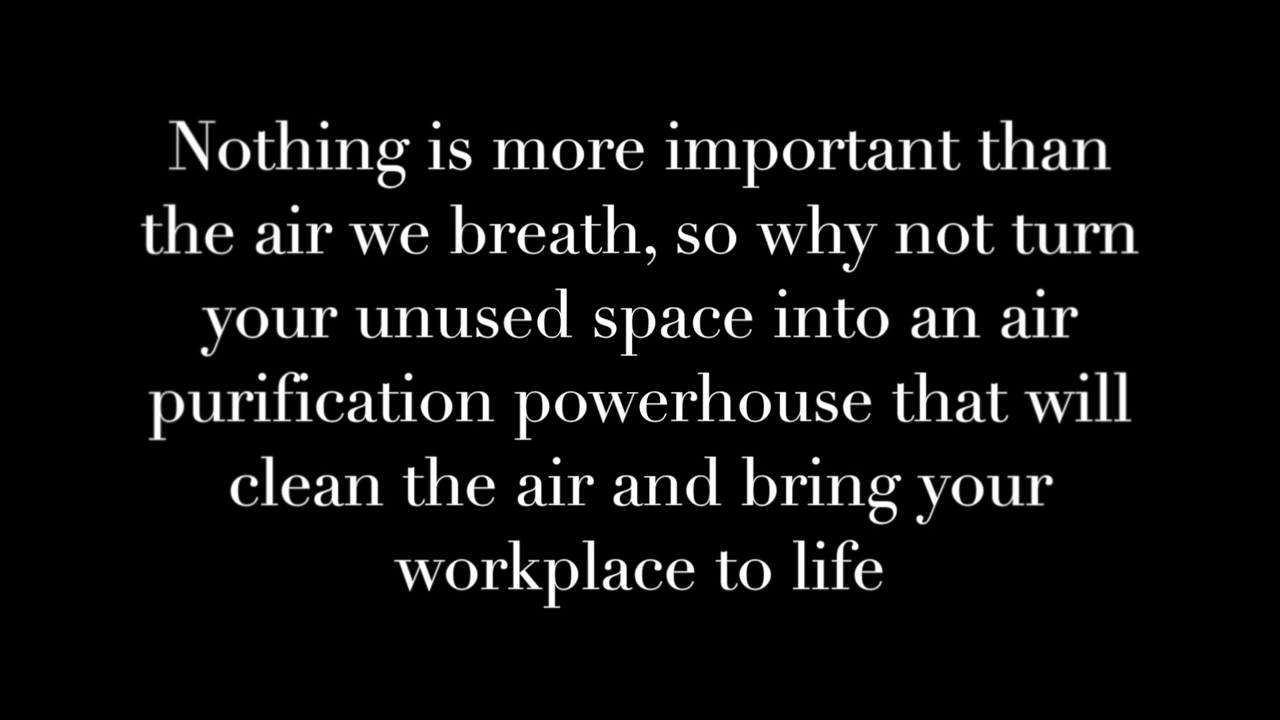 Nothing is more important than
the air we breath, so why not turn
your unused space into an air
purification powerhouse that will
clean the air and bring your
workplace to life